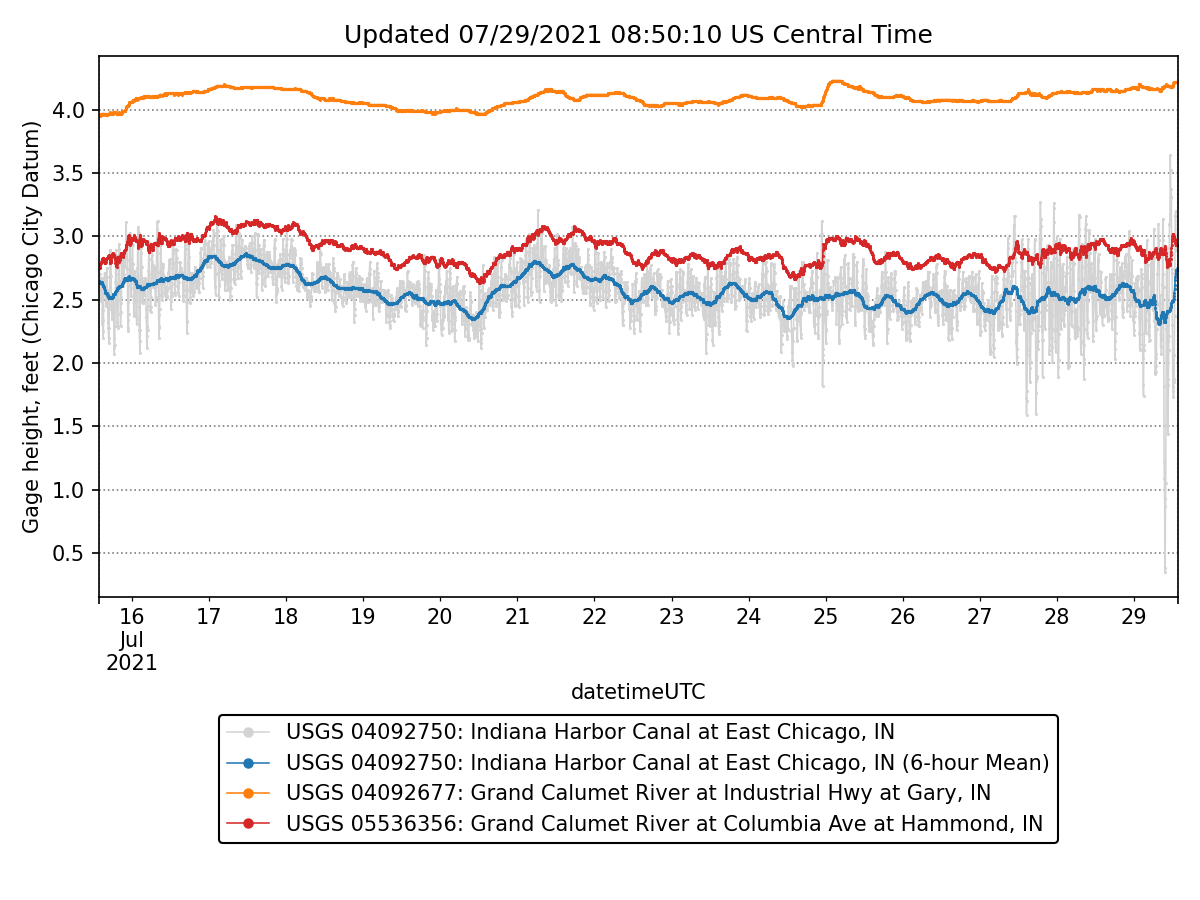 Updated 07/29/2021 08:50:10 US Central Time
Gage height, feet (Chicago City Datum)
4.0
3.5
3.0
2.5
2.0
1.5
1.0
0.5
16 17 18 19 20 21 22 23 24 25 26 27 28 29
Jul
2021
datetimeUTC
USGS 04092750: Indiana Harbor Canal at East Chicago, IN
USGS 04092750: Indiana Harbor Canal at East Chicago, IN (6-hour Mean)
USGS 04092677: Grand Calumet River at Industrial Hwy at Gary, IN
USGS 05536356: Grand Calumet River at Columbia Ave at Hammond, IN